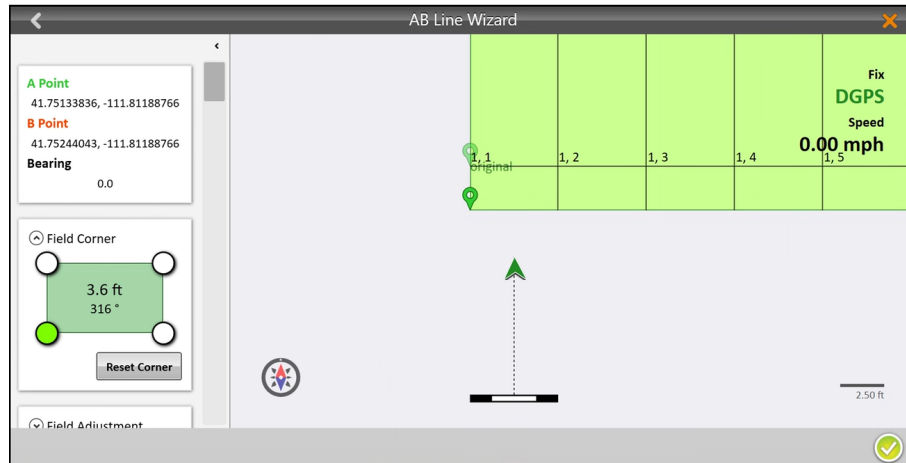 AB Line Wizard
A Point
41.75133836, -111.81188766
B Point
41.75244043, -111.81188766
Bearing
0.0
Field Corner
3.6 ft
316 °
Reset Corner
Field Adjustment
1, 1
1, 2
1, 3
1, 4
1, 5
original
Fix
DGPS
Speed
0.00 mph
2.50 ft